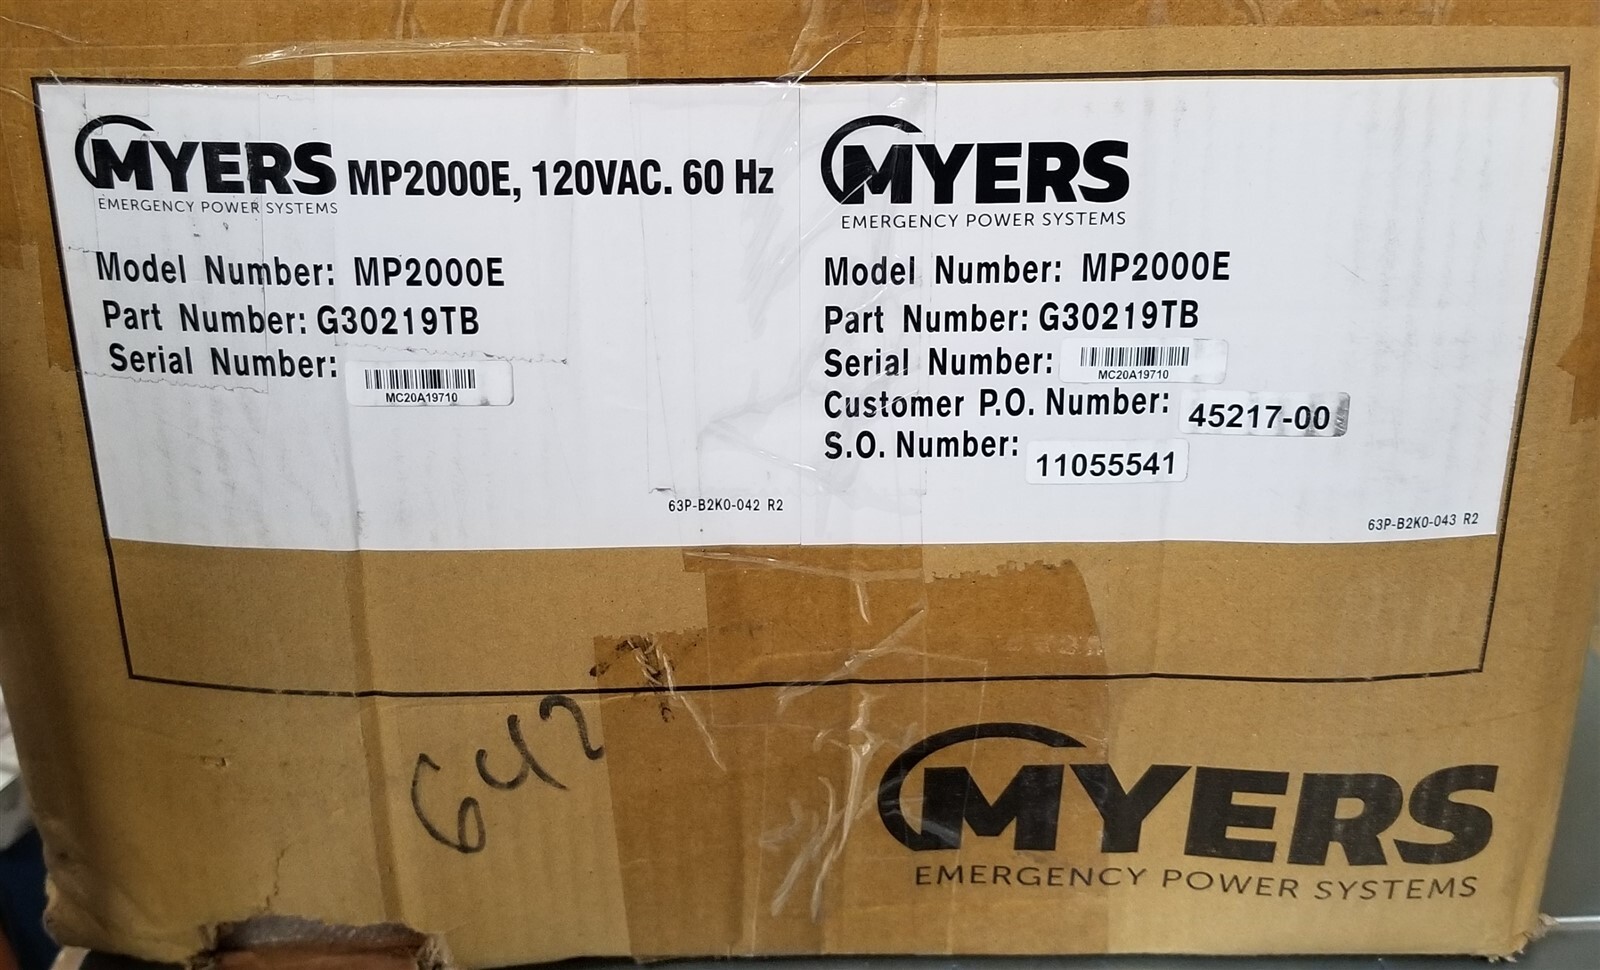 MYERS
EMERGENCY POWER SYSTEMS
MP2000E, 120VAC. 60 Hz
Model Number: MP2000E
Part Number: G30219TB
Serial Number:
MC20A19710
63P-B2K0-042 R2
MYERS
EMERGENCY POWER SYSTEMS
Model Number: MP2000E
Part Number: G30219TB
Serial Number:
MC20A19710
Customer P.O. Number: 45217-00
S.O. Number: 11055541
63P-B2K0-043 R2
642
MYERS
EMERGENCY POWER SYSTEMS